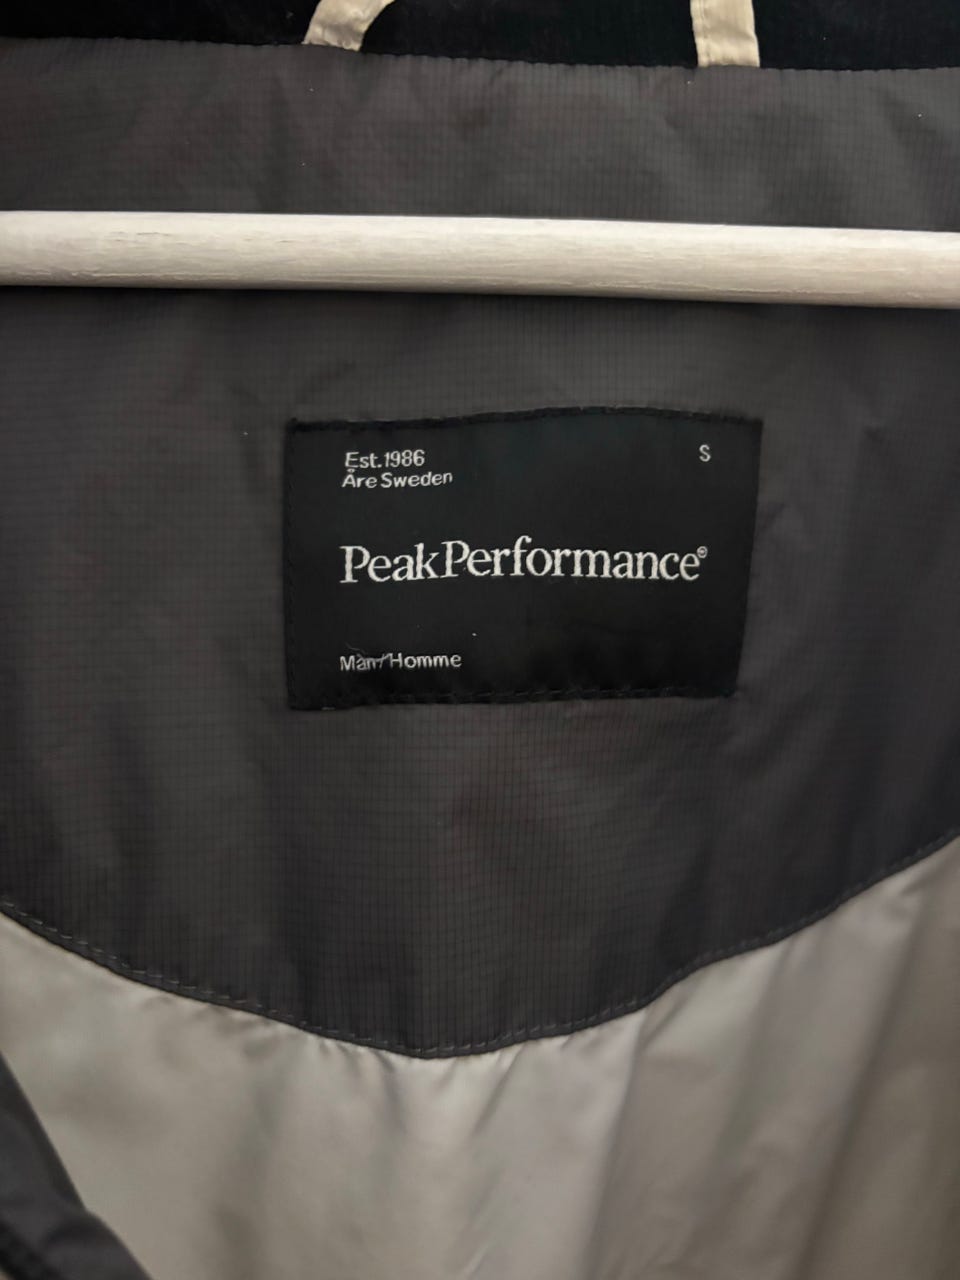 Est.1986
Åre Sweden
S
PeakPerformance®
Man/Homme